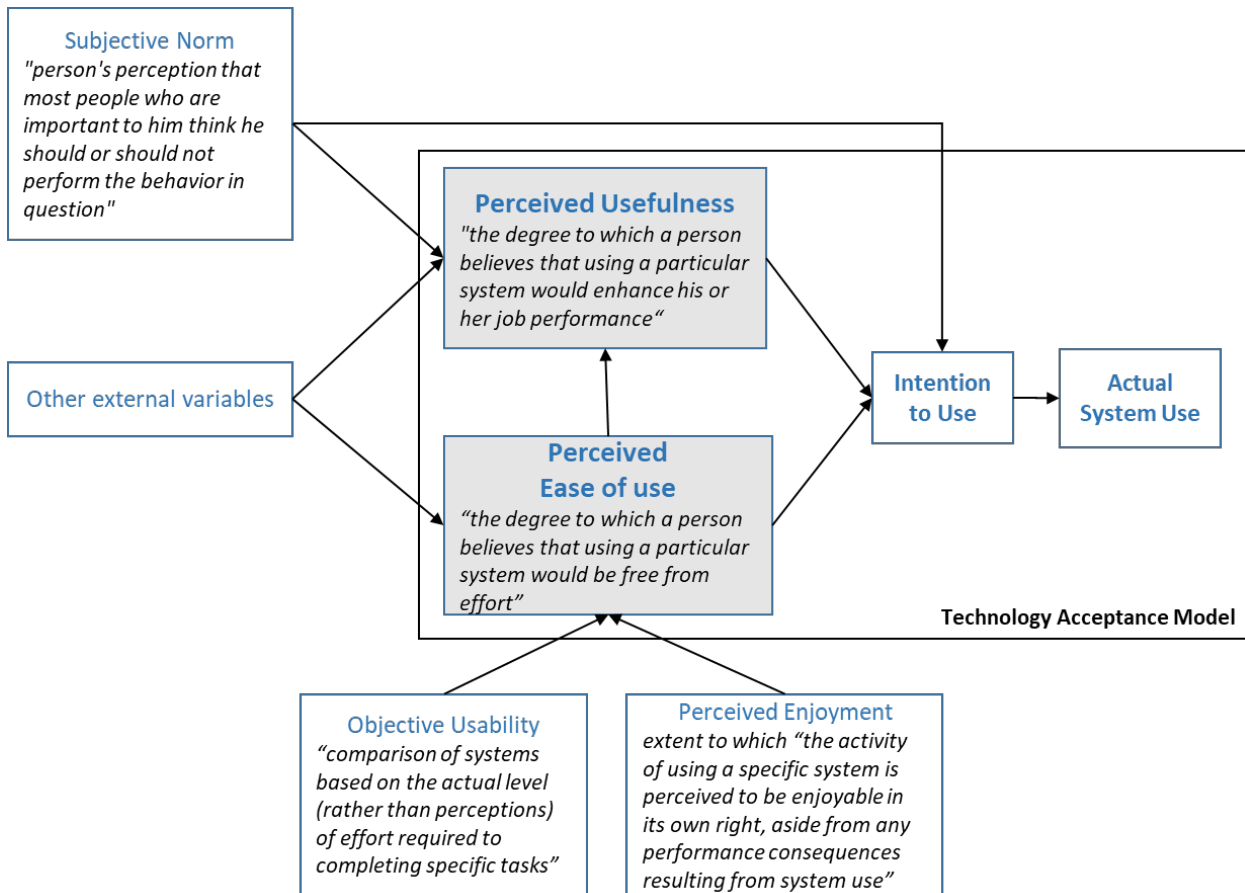 Subjective Norm
"person's perception that
most people who are
important to him think he
should or should not
perform the behavior in
question"
Perceived Usefulness
"the degree to which a person
believes that using a particular
system would enhance his or
her job performance“
Other external variables
Intention
to Use
Actual
System Use
Perceived
Ease of use
“the degree to which a person
believes that using a particular
system would be free from
effort”
Technology Acceptance Model
Objective Usability
“comparison of systems
based on the actual level
(rather than perceptions)
of effort required to
completing specific tasks”
Perceived Enjoyment
extent to which “the activity
of using a specific system is
perceived to be enjoyable in
its own right, aside from any
performance consequences
resulting from system use”